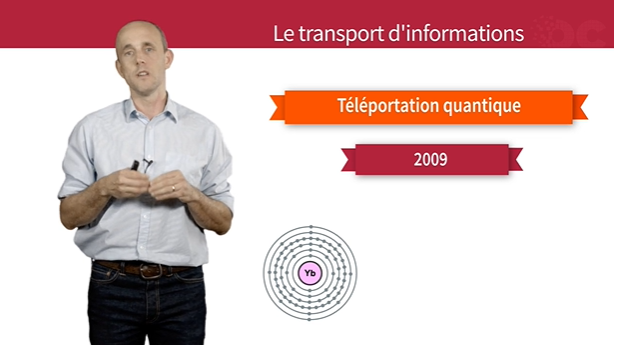 Le transport d'informations
Téléportation quantique
2009
Yb